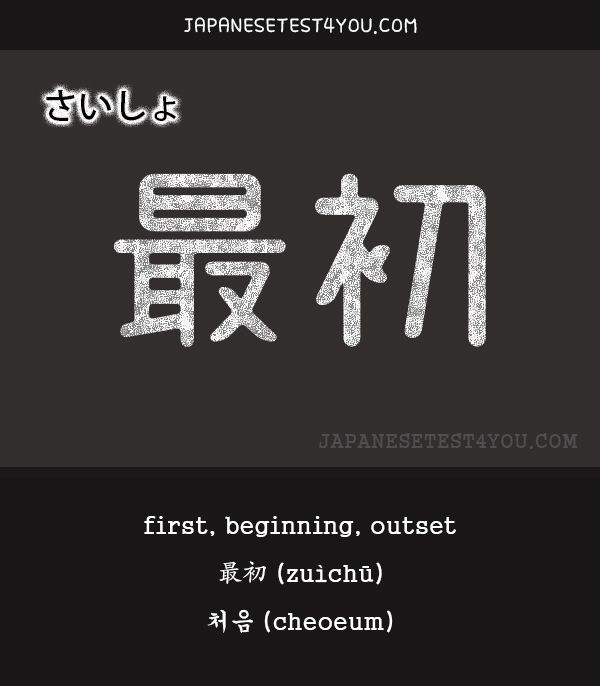 JAPANESETEST4YOU.COM
さいしょ
最初
JAPANESETEST4YOU.COM
first, beginning, outset
最初 (zuìchū)
처음 (cheoeum)